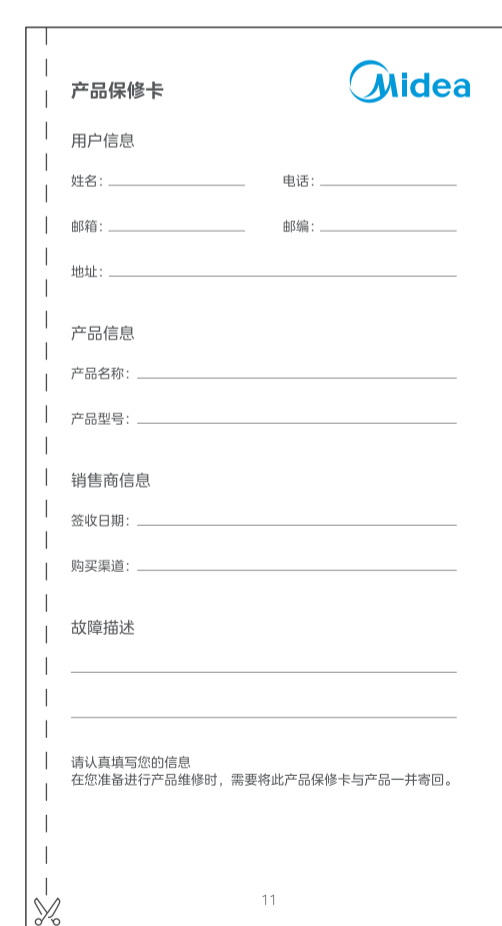 产品保修卡
Midea
用户信息
姓名: 电话:
邮箱: 邮编:
地址:
产品信息
产品名称:
产品型号:
销售商信息
签收日期:
购买渠道:
故障描述
请认真填写您的信息
在您准备进行产品维修时，需要将此产品保修卡与产品一并寄回。
11